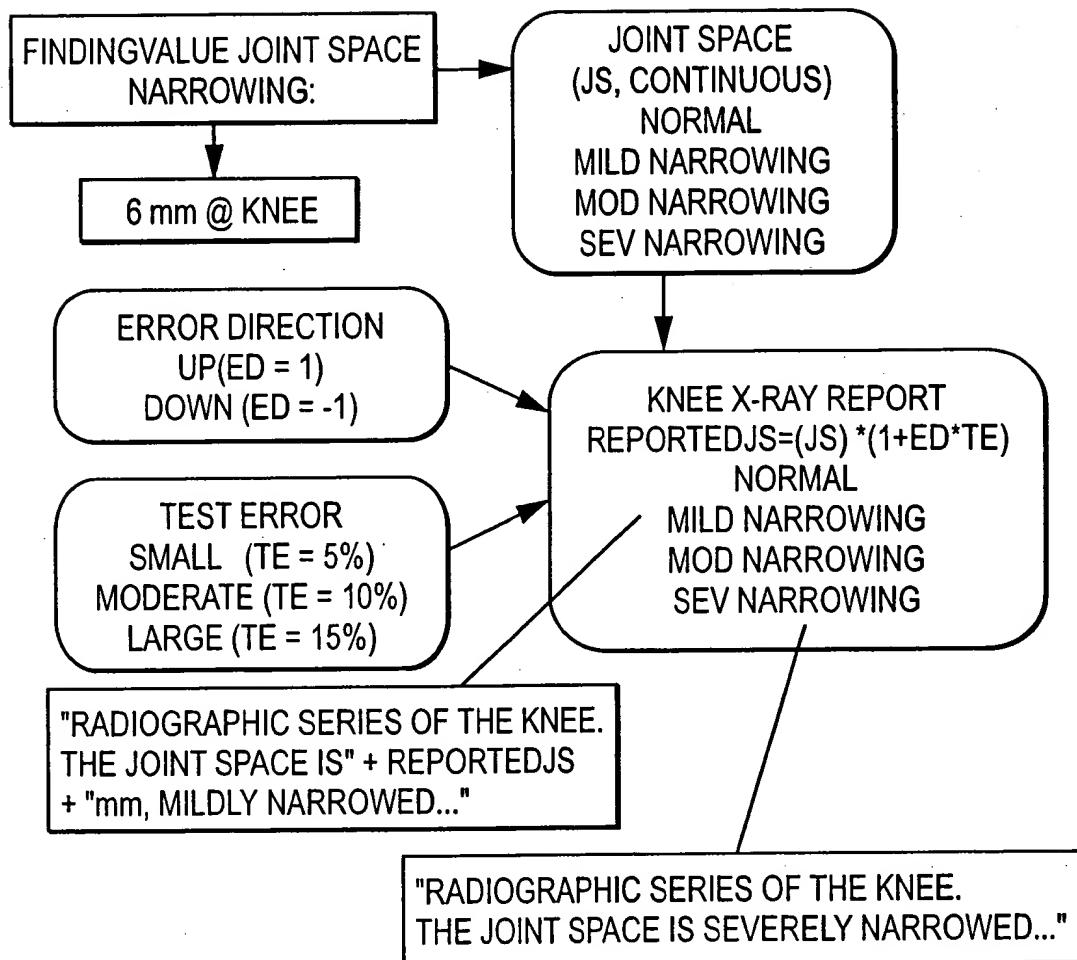 FINDINGVALUE JOINT SPACE
NARROWING:
6 mm @ KNEE
JOINT SPACE
(JS, CONTINUOUS)
NORMAL
MILD NARROWING
MOD NARROWING
SEV NARROWING
ERROR DIRECTION
UP(ED = 1)
DOWN (ED = -1)
TEST ERROR
SMALL (TE = 5%)
MODERATE (TE = 10%)
LARGE (TE = 15%)
KNEE X-RAY REPORT
REPORTEDJS=(JS) *(1+ED*TE)
NORMAL
MILD NARROWING
MOD NARROWING
SEV NARROWING
"RADIOGRAPHIC SERIES OF THE KNEE.
THE JOINT SPACE IS" + REPORTEDJS
+ "mm, MILDLY NARROWED..."
"RADIOGRAPHIC SERIES OF THE KNEE.
THE JOINT SPACE IS SEVERELY NARROWED..."